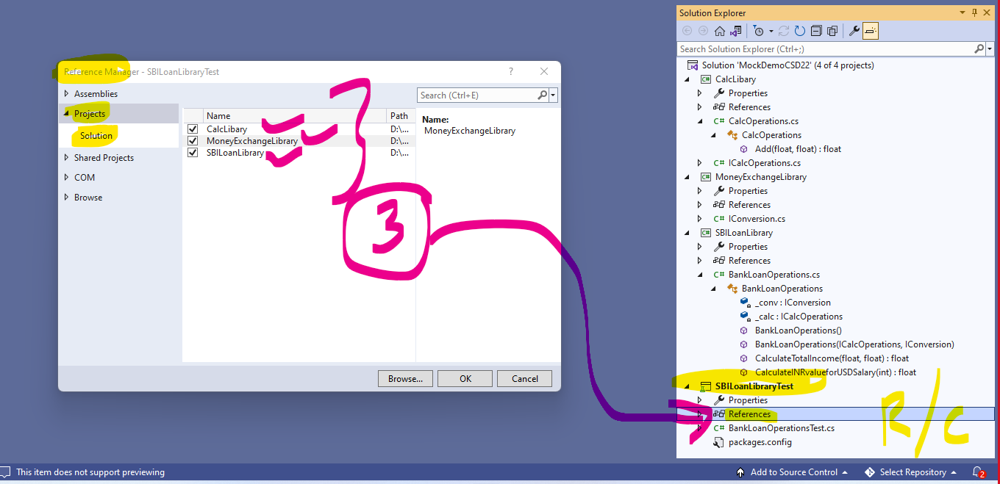 Reference Manager - SBILoanLibraryTest
?
Assemblies
Projects
Solution
Shared Projects
COM
Browse
Search (Ctrl+E)
Name Path
CalcLibary D:\...
MoneyExchangeLibrary D:\...
SBILoanLibrary D:\...
Name:
MoneyExchangeLibrary
3
Browse... OK Cancel
Solution Explorer
Search Solution Explorer (Ctrl+;)
Solution 'MockDemoCSD22' (4 of 4 projects)
C# CalcLibary
Properties
References
C# CalcOperations.cs
CalcOperations
Add(float, float) : float
C# ICalcOperations.cs
C# MoneyExchangeLibrary
Properties
References
C# IConversion.cs
C# SBILoanLibrary
Properties
References
C# BankLoanOperations.cs
BankLoanOperations
_conv : IConversion
_calc : ICalcOperations
BankLoanOperations()
BankLoanOperations(ICalcOperations, IConversion)
CalculateTotalIncome(float, float) : float
CalculateINRvalueforUSDSalary(int) : float
SBILoanLibraryTest
Properties
References
C# BankLoanOperationsTest.cs
packages.config
R/C
This item does not support previewing
Add to Source Control
Select Repository
2